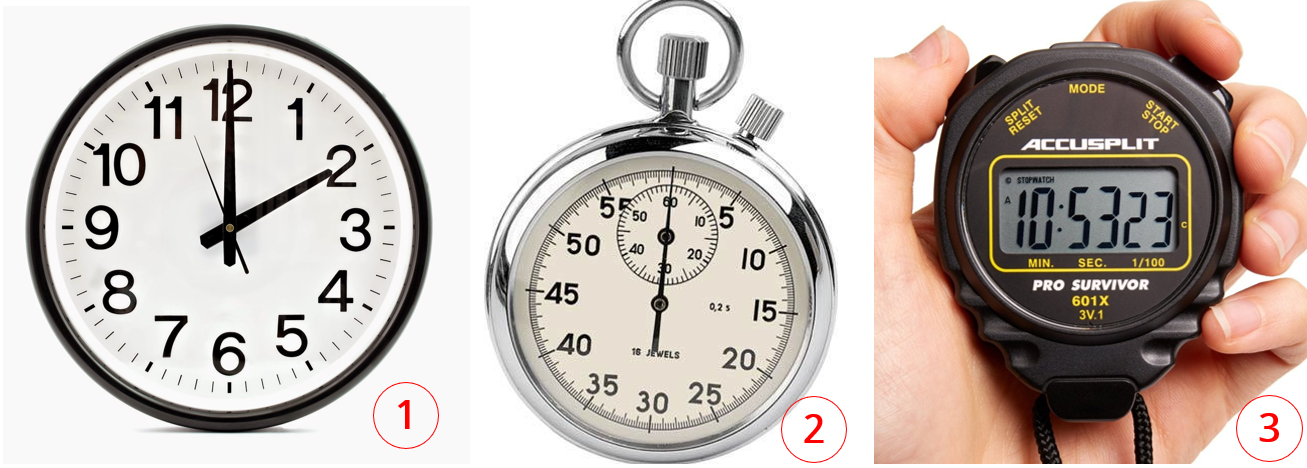 12
1
2
3
4
5
6
7
8
9
10
11
1
60
10
20
30
40
50
5
10
15
20
25
30
35
40
45
50
55
0,2 s
16 JEWELS
2
MODE
SPLIT
RESET
START
STOP
ACCUSPLIT
STOPWATCH
A
10:5323
C
MIN. SEC. 1/100
PRO SURVIVOR
601X
3V.1
3